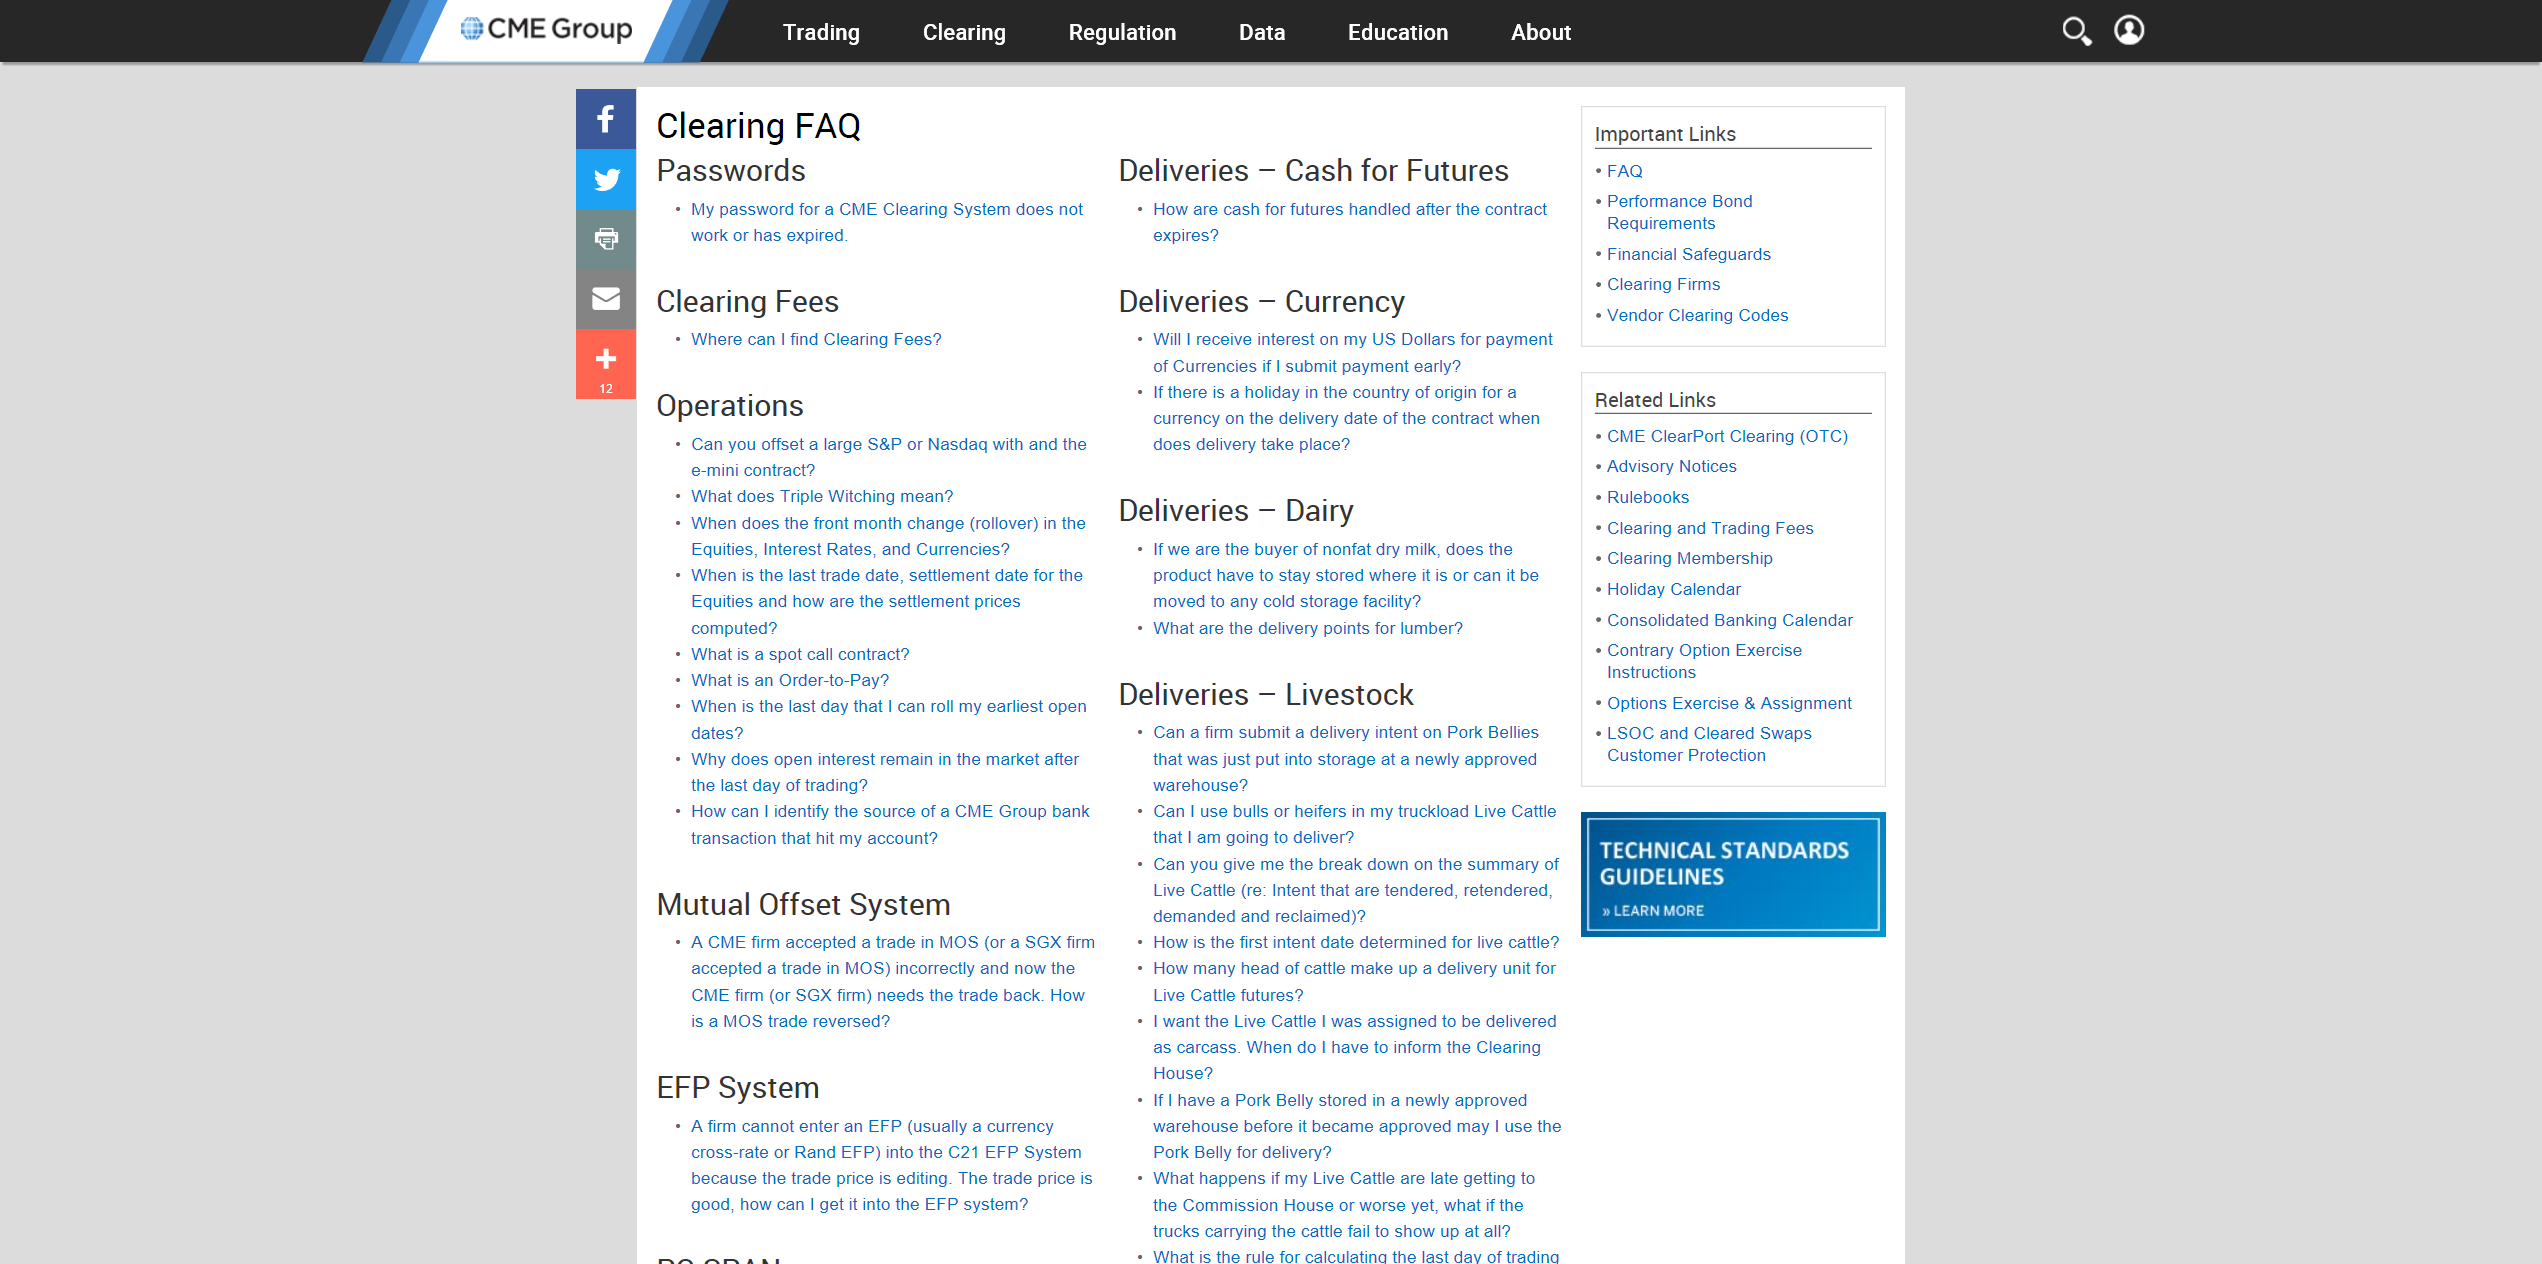 CME Group
Trading
Clearing
Regulation
Data
Education
About
12
Clearing FAQ
Passwords
• My password for a CME Clearing System does not
work or has expired.
Clearing Fees
• Where can I find Clearing Fees?
Operations
• Can you offset a large S&P or Nasdaq with and the
e-mini contract?
• What does Triple Witching mean?
• When does the front month change (rollover) in the
Equities, Interest Rates, and Currencies?
• When is the last trade date, settlement date for the
Equities and how are the settlement prices
computed?
• What is a spot call contract?
• What is an Order-to-Pay?
• When is the last day that I can roll my earliest open
dates?
• Why does open interest remain in the market after
the last day of trading?
• How can I identify the source of a CME Group bank
transaction that hit my account?
Mutual Offset System
• A CME firm accepted a trade in MOS (or a SGX firm
accepted a trade in MOS) incorrectly and now the
CME firm (or SGX firm) needs the trade back. How
is a MOS trade reversed?
EFP System
• A firm cannot enter an EFP (usually a currency
cross-rate or Rand EFP) into the C21 EFP System
because the trade price is editing. The trade price is
good, how can I get it into the EFP system?
PC SPAN
Deliveries – Cash for Futures
• How are cash for futures handled after the contract
expires?
Deliveries – Currency
• Will I receive interest on my US Dollars for payment
of Currencies if I submit payment early?
• If there is a holiday in the country of origin for a
currency on the delivery date of the contract when
does delivery take place?
Deliveries – Dairy
• If we are the buyer of nonfat dry milk, does the
product have to stay stored where it is or can it be
moved to any cold storage facility?
• What are the delivery points for lumber?
Deliveries – Livestock
• Can a firm submit a delivery intent on Pork Bellies
that was just put into storage at a newly approved
warehouse?
• Can I use bulls or heifers in my truckload Live Cattle
that I am going to deliver?
• Can you give me the break down on the summary of
Live Cattle (re: Intent that are tendered, retendered,
demanded and reclaimed)?
• How is the first intent date determined for live cattle?
• How many head of cattle make up a delivery unit for
Live Cattle futures?
• I want the Live Cattle I was assigned to be delivered
as carcass. When do I have to inform the Clearing
House?
• If I have a Pork Belly stored in a newly approved
warehouse before it became approved may I use the
Pork Belly for delivery?
• What happens if my Live Cattle are late getting to
the Commission House or worse yet, what if the
trucks carrying the cattle fail to show up at all?
• What is the rule for calculating the last day of trading
Important Links
• FAQ
• Performance Bond
Requirements
• Financial Safeguards
• Clearing Firms
• Vendor Clearing Codes
Related Links
• CME ClearPort Clearing (OTC)
• Advisory Notices
• Rulebooks
• Clearing and Trading Fees
• Clearing Membership
• Holiday Calendar
• Consolidated Banking Calendar
• Contrary Option Exercise
Instructions
• Options Exercise & Assignment
• LSOC and Cleared Swaps
Customer Protection
TECHNICAL STANDARDS
GUIDELINES
» LEARN MORE